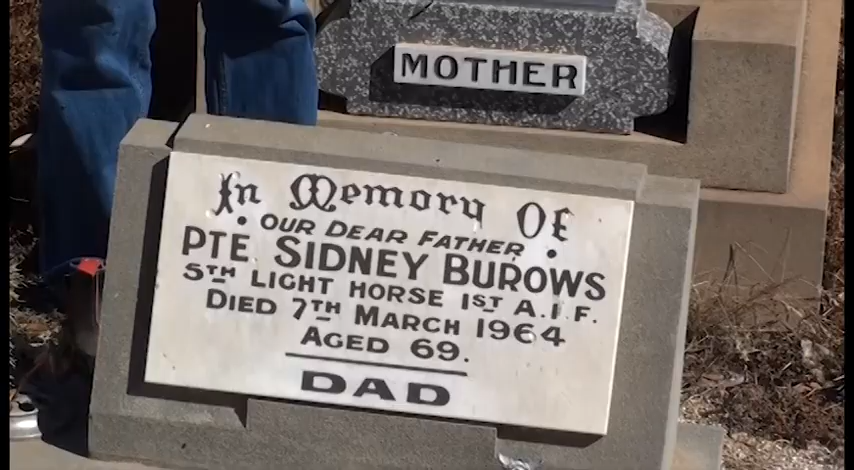 MOTHER
In Memory Of
OUR DEAR FATHER
PTE. SIDNEY BUROWS
5TH LIGHT HORSE 1ST A.I.F.
DIED 7TH MARCH 1964
AGED 69.
DAD